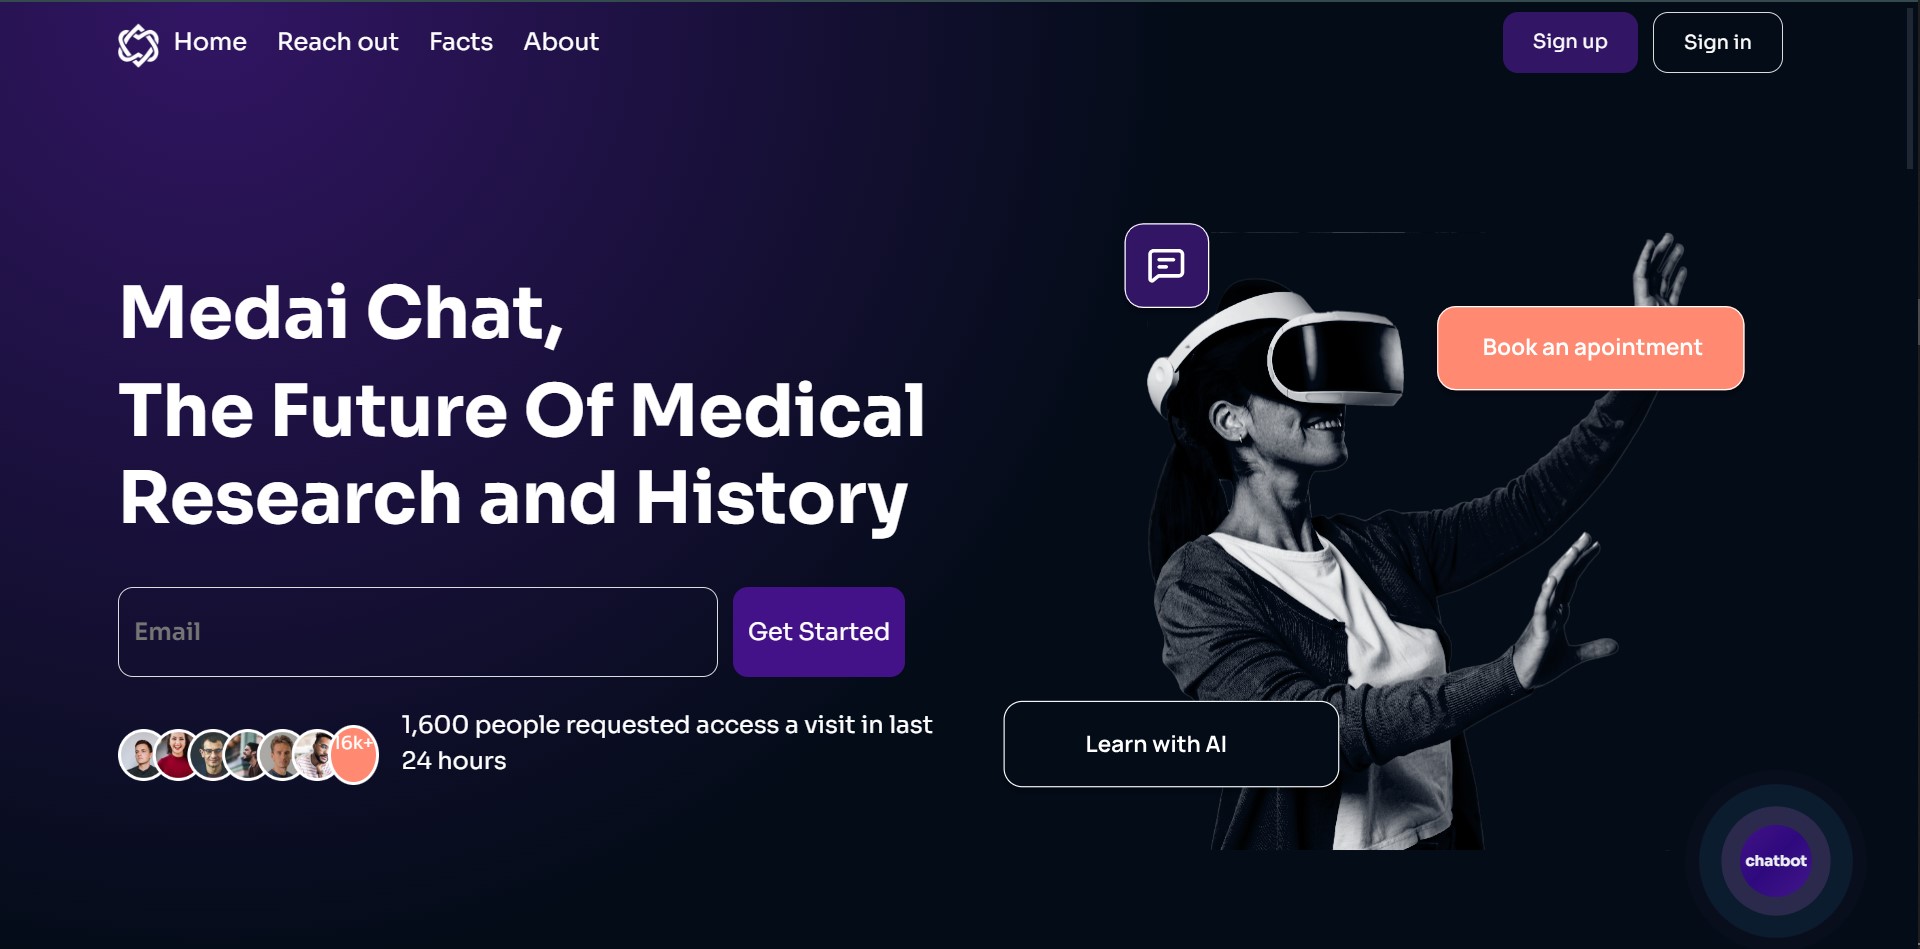 Home Reach out Facts About
Sign up Sign in
Medai Chat,
The Future Of Medical
Research and History
Book an apointment
Email
Get Started
16k+
1,600 people requested access a visit in last
24 hours
Learn with AI
chatbot